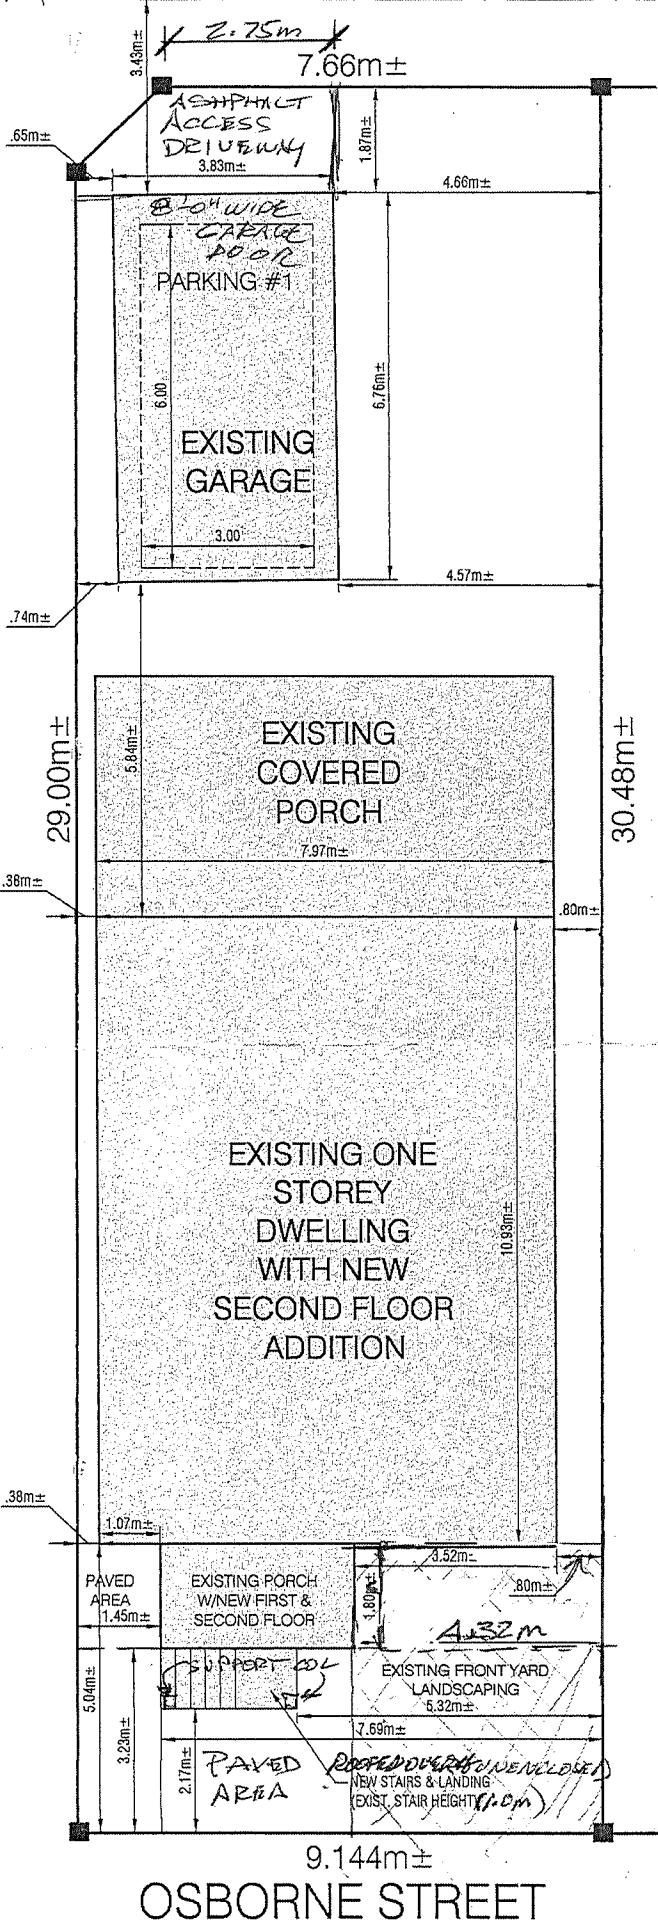 2.75m
3.43m±
7.66m±
ASHPHALT
ACCESS
DRIVEWAY
.65m±
3.83m±
1.87m±
4.66m±
8'-0" WIDE
GARAGE
DOOR
PARKING #1
6.00
6.76m±
EXISTING
GARAGE
3.00
4.57m±
.74m±
29.00m±
30.48m±
5.84m±
EXISTING
COVERED
PORCH
7.97m±
.38m±
.80m±
EXISTING ONE
STOREY
DWELLING
WITH NEW
SECOND FLOOR
ADDITION
10.93m±
.38m±
1.07m±
3.52m±
.80m±
PAVED
AREA
1.45m±
EXISTING PORCH
W/NEW FIRST &
SECOND FLOOR
1.80m±
4.32m
SUPPORT COL
EXISTING FRONT YARD
LANDSCAPING
5.32m±
7.69m±
5.04m±
3.23m±
2.17m±
PAVED
AREA
ROOFED OVER UNENCLOSED
NEW STAIRS & LANDING
(EXIST. STAIR HEIGHT (1.0m)
9.144m±
OSBORNE STREET